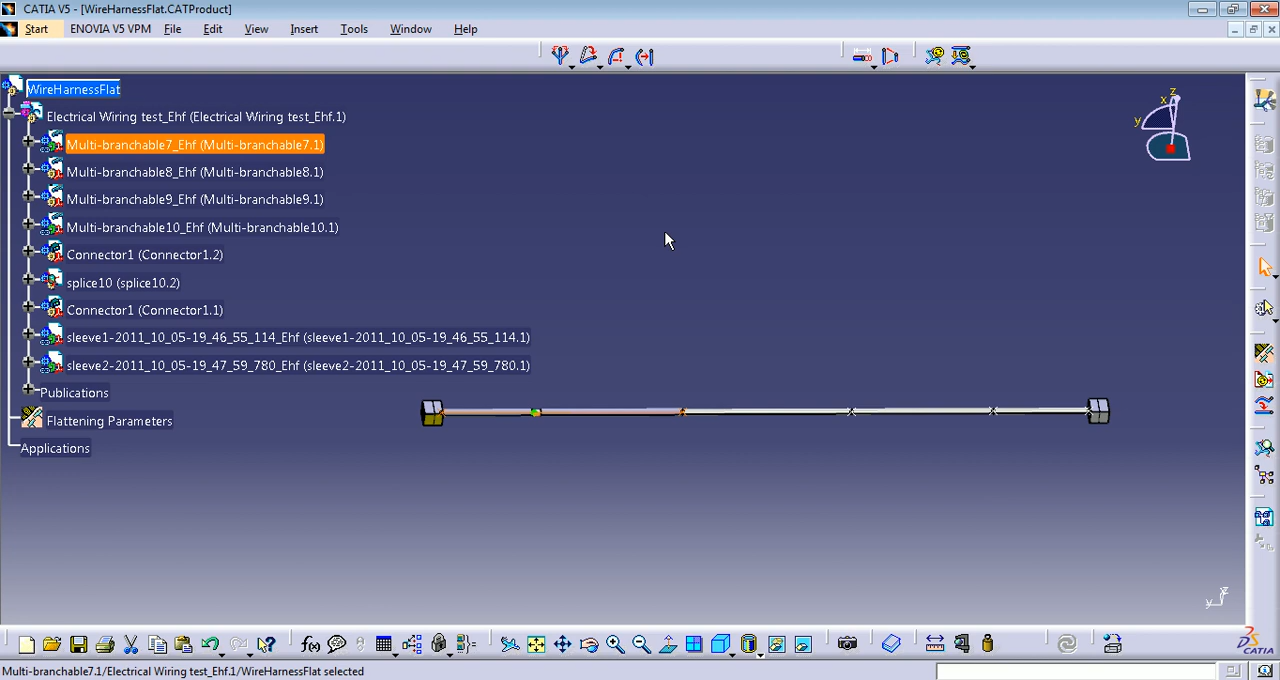 CATIA V5 - [WireHarnessFlat.CATProduct]
Start ENOVIA V5 VPM File Edit View Insert Tools Window Help
WireHarnessFlat
Electrical Wiring test_Ehf (Electrical Wiring test_Ehf.1)
Multi-branchable7_Ehf (Multi-branchable7.1)
Multi-branchable8_Ehf (Multi-branchable8.1)
Multi-branchable9_Ehf (Multi-branchable9.1)
Multi-branchable10_Ehf (Multi-branchable10.1)
Connector1 (Connector1.2)
splice10 (splice10.2)
Connector1 (Connector1.1)
sleeve1-2011_10_05-19_46_55_114_Ehf (sleeve1-2011_10_05-19_46_55_114.1)
sleeve2-2011_10_05-19_47_59_780_Ehf (sleeve2-2011_10_05-19_47_59_780.1)
Publications
Flattening Parameters
Applications
z
x
y
z
y
f(x)
CATIA
Multi-branchable7.1/Electrical Wiring test_Ehf.1/WireHarnessFlat selected